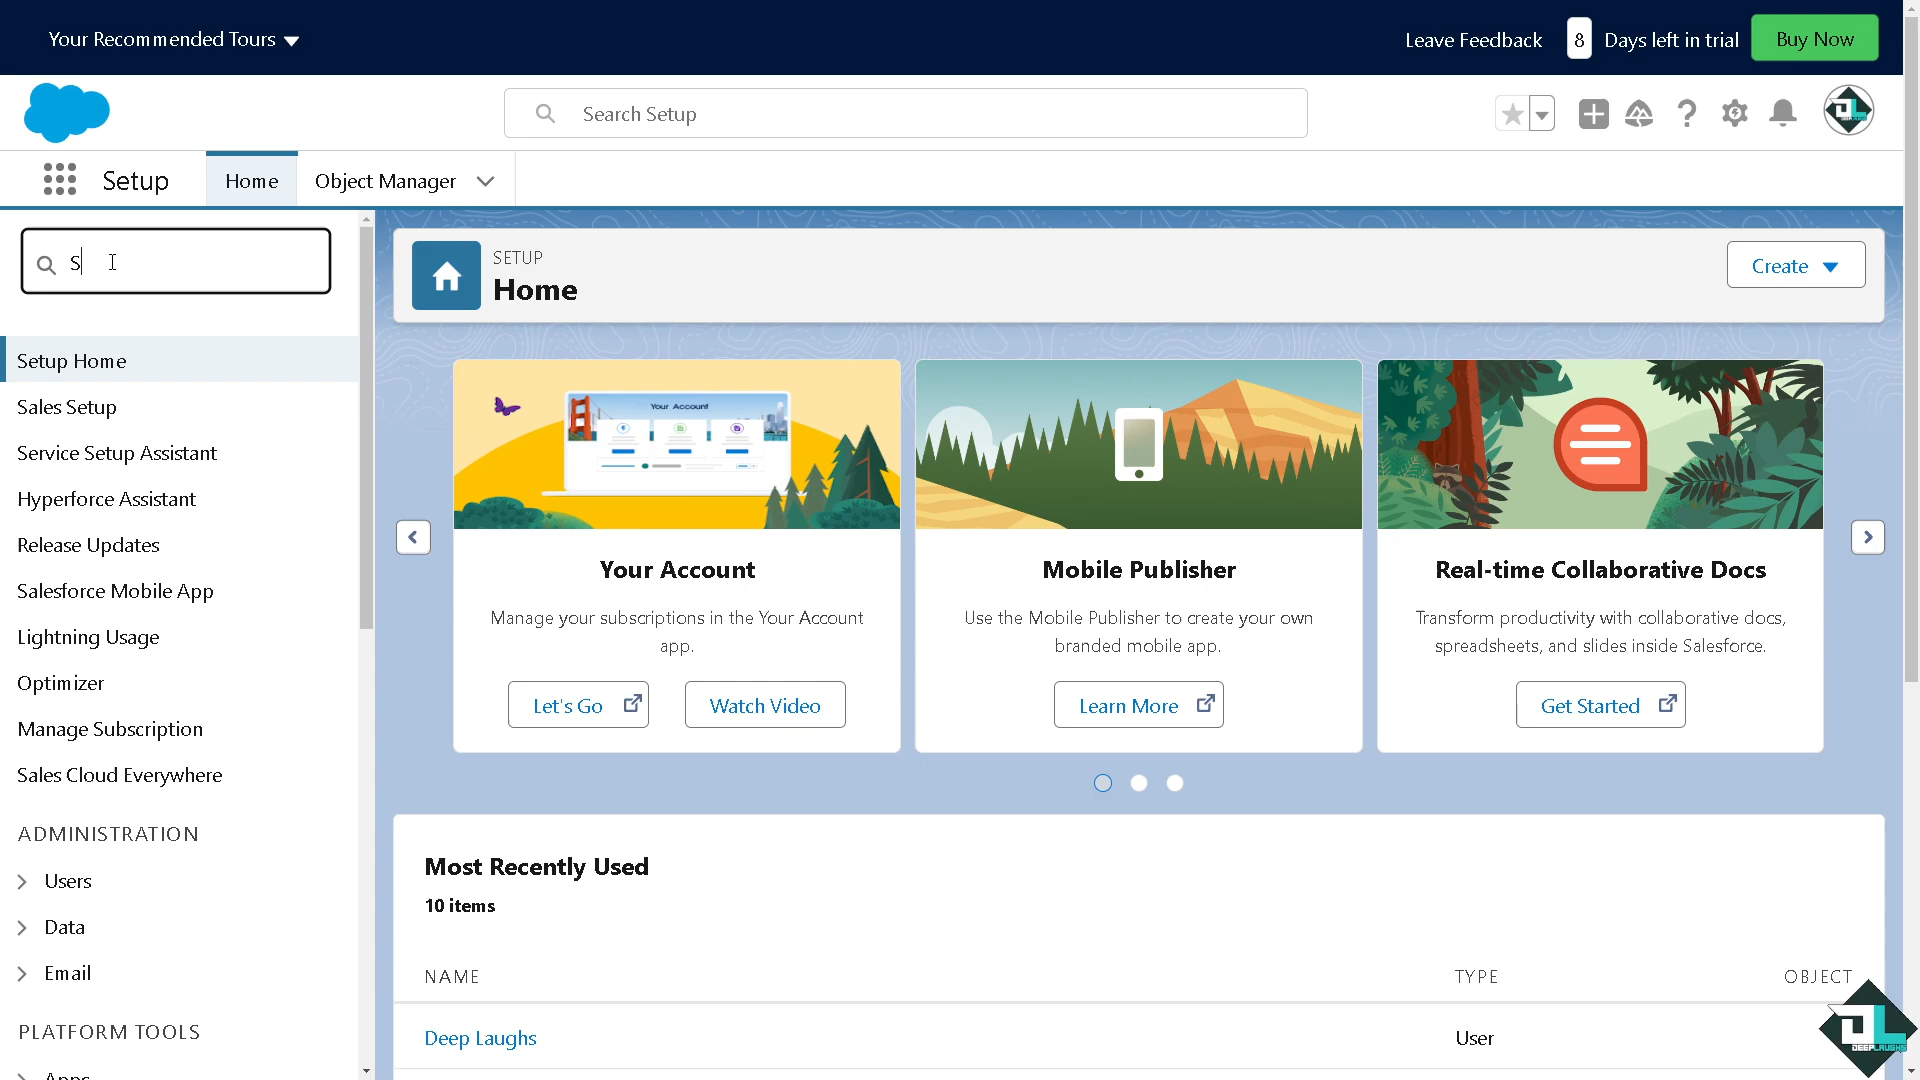 Your Recommended Tours
Leave Feedback
8
Days left in trial
Buy Now
Search Setup
Setup
Home
Object Manager
S
Setup Home
Sales Setup
Service Setup Assistant
Hyperforce Assistant
Release Updates
Salesforce Mobile App
Lightning Usage
Optimizer
Manage Subscription
Sales Cloud Everywhere
ADMINISTRATION
Users
Data
Email
PLATFORM TOOLS
Apps
SETUP
Home
Create
Your Account
Your Account
Manage your subscriptions in the Your Account
app.
Let's Go
Watch Video
Mobile Publisher
Use the Mobile Publisher to create your own
branded mobile app.
Learn More
Real-time Collaborative Docs
Transform productivity with collaborative docs,
spreadsheets, and slides inside Salesforce.
Get Started
Most Recently Used
10 items
NAME
TYPE
OBJECT
Deep Laughs
User
DL
DEEPLAUGHS